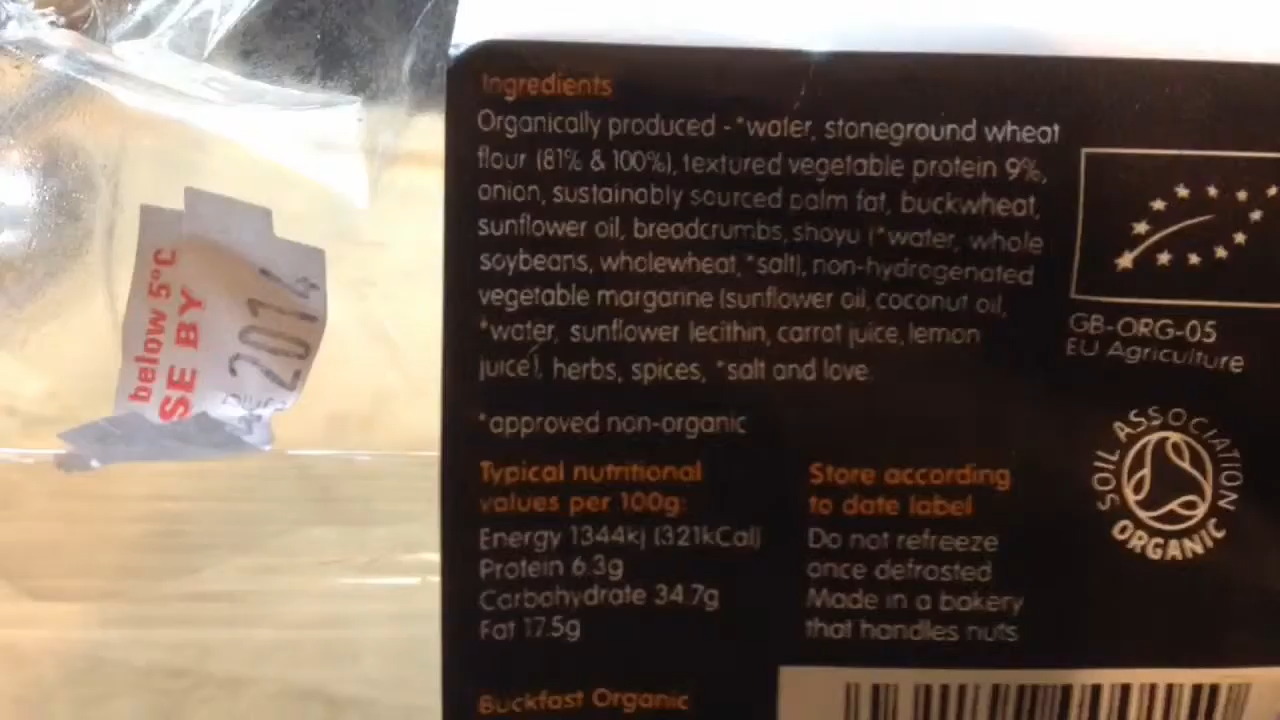 below 5°C
SE BY
2014
Ingredients
Organically produced - *water, stoneground wheat
flour (81% & 100%), textured vegetable protein 9%,
onion, sustainably sourced palm fat, buckwheat,
sunflower oil, breadcrumbs, shoyu (*water, whole
soybeans, wholewheat, *salt), non-hydrogenated
vegetable margarine (sunflower oil, coconut oil,
*water, sunflower lecithin, carrot juice, lemon
juice), herbs, spices, *salt and love.
*approved non-organic
Typical nutritional
values per 100g:
Energy 1344kj (321kCal)
Protein 6.3g
Carbohydrate 34.7g
Fat 17.5g
Store according
to date label
Do not refreeze
once defrosted
Made in a bakery
that handles nuts
Buckfast Organic
GB-ORG-05
EU Agriculture
SOIL ASSOCIATION
ORGANIC